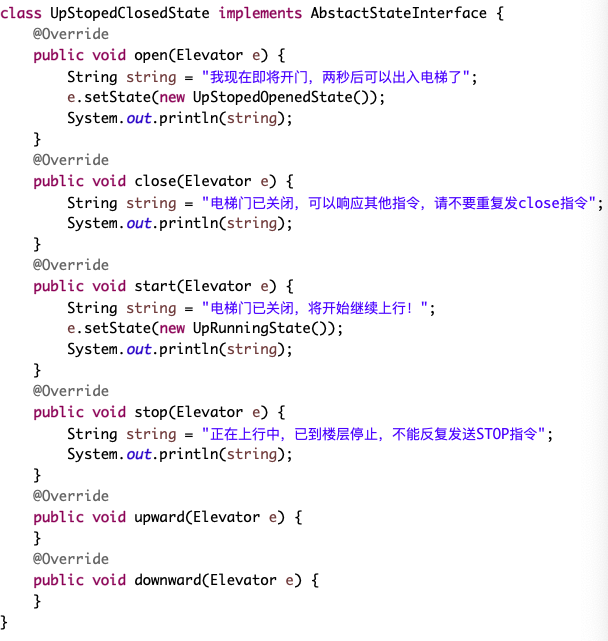 class UpStopedClosedState implements AbstactStateInterface {
    @Override
    public void open(Elevator e) {
        String string = "我现在即将开门，两秒后可以出入电梯了";
        e.setState(new UpStopedOpenedState());
        System.out.println(string);
    }
    @Override
    public void close(Elevator e) {
        String string = "电梯门已关闭，可以响应其他指令，请不要重复发close指令";
        System.out.println(string);
    }
    @Override
    public void start(Elevator e) {
        String string = "电梯门已关闭，将开始继续上行！";
        e.setState(new UpRunningState());
        System.out.println(string);
    }
    @Override
    public void stop(Elevator e) {
        String string = "正在上行中，已到楼层停止，不能反复发送STOP指令";
        System.out.println(string);
    }
    @Override
    public void upward(Elevator e) {
    }
    @Override
    public void downward(Elevator e) {
    }
}